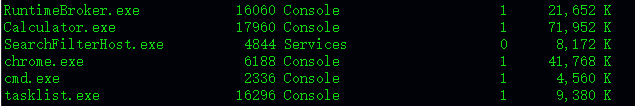 RuntimeBroker.exe 16060 Console 1 21,652 K
Calculator.exe 17960 Console 1 71,952 K
SearchFilterHost.exe 4844 Services 0 8,172 K
chrome.exe 6188 Console 1 41,768 K
cmd.exe 2336 Console 1 4,560 K
tasklist.exe 16296 Console 1 9,380 K